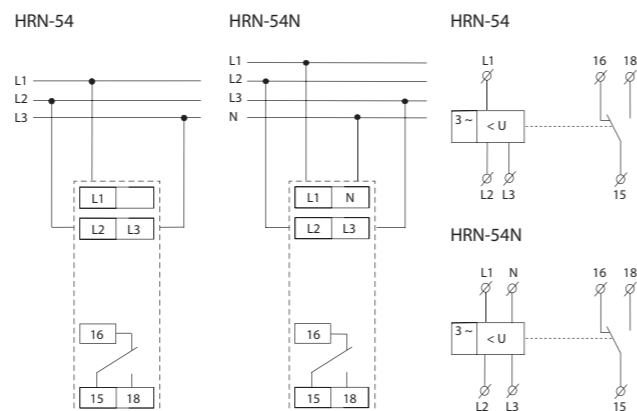 HRN-54
L1
L2
L3
L1
L2 L3
16
15 18
HRN-54N
L1
L2
L3
N
L1 N
L2 L3
16
15 18
HRN-54
L1 16 18
3 ~ < U
L2 L3 15
HRN-54N
L1 N 16 18
3 ~ < U
L2 L3 15